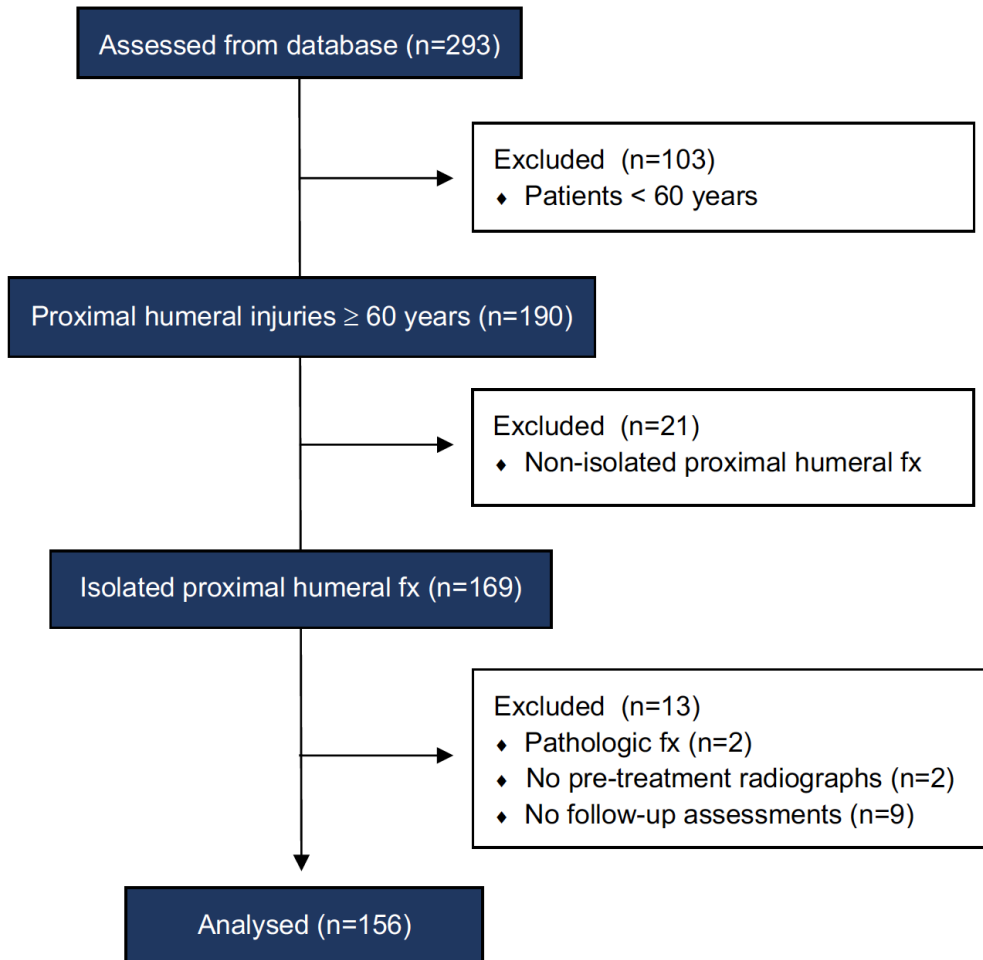 Assessed from database (n=293)
Excluded (n=103)
♦ Patients < 60 years
Proximal humeral injuries ≥ 60 years (n=190)
Excluded (n=21)
♦ Non-isolated proximal humeral fx
Isolated proximal humeral fx (n=169)
Excluded (n=13)
♦ Pathologic fx (n=2)
♦ No pre-treatment radiographs (n=2)
♦ No follow-up assessments (n=9)
Analysed (n=156)